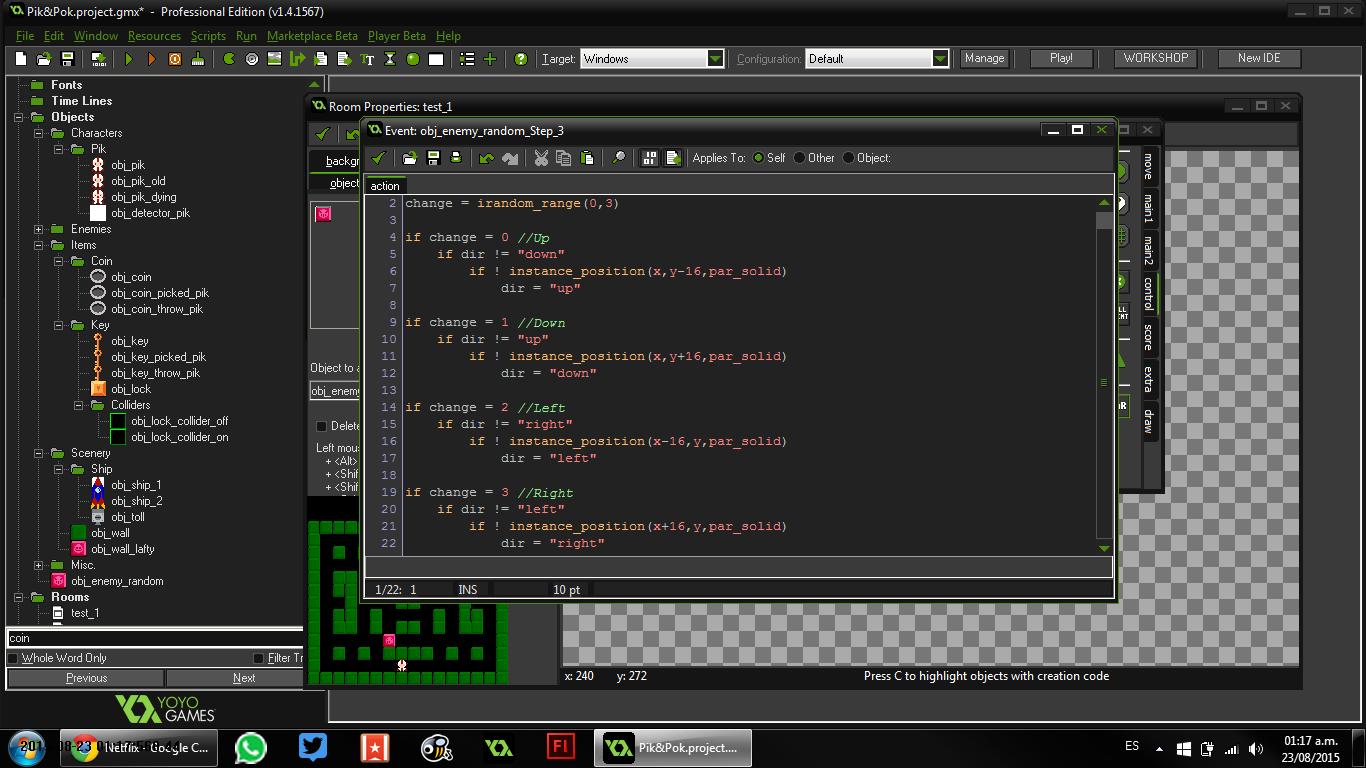 Pik&Pok.project.gmx* - Professional Edition (v1.4.1567)
File Edit Window Resources Scripts Run Marketplace Beta Player Beta Help
Target: Windows Configuration: Default Manage Play! WORKSHOP New IDE
Fonts
Time Lines
Objects
Characters
Pik
obj_pik
obj_pik_old
obj_pik_dying
obj_detector_pik
Enemies
Items
Coin
obj_coin
obj_coin_picked_pik
obj_coin_throw_pik
Key
obj_key
obj_key_picked_pik
obj_key_throw_pik
obj_lock
Colliders
obj_lock_collider_off
obj_lock_collider_on
Scenery
Ship
obj_ship_1
obj_ship_2
obj_toll
obj_wall
obj_wall_lafty
Misc.
obj_enemy_random
Rooms
test_1
coin
Whole Word Only Filter Tr
Previous Next
YOYO
GAMES
Room Properties: test_1
backgr
object
Object to a
obj_enemy
Delete
Left mou
+ <Alt>
+ <Shif
Event: obj_enemy_random_Step_3
Applies To: Self Other Object:
action
2 change = irandom_range(0,3)
3
4 if change = 0 //Up
5 if dir != "down"
6 if ! instance_position(x,y-16,par_solid)
7 dir = "up"
8
9 if change = 1 //Down
10 if dir != "up"
11 if ! instance_position(x,y+16,par_solid)
12 dir = "down"
13
14 if change = 2 //Left
15 if dir != "right"
16 if ! instance_position(x-16,y,par_solid)
17 dir = "left"
18
19 if change = 3 //Right
20 if dir != "left"
21 if ! instance_position(x+16,y,par_solid)
22 dir = "right"
1/22: 1 INS 10 pt
move
main1
main2
control
score
extra
draw
x: 240 y: 272 Press C to highlight objects with creation code
Netflix - Google C...
Fl
Pik&Pok.project....
ES
01:17 a.m.
23/08/2015